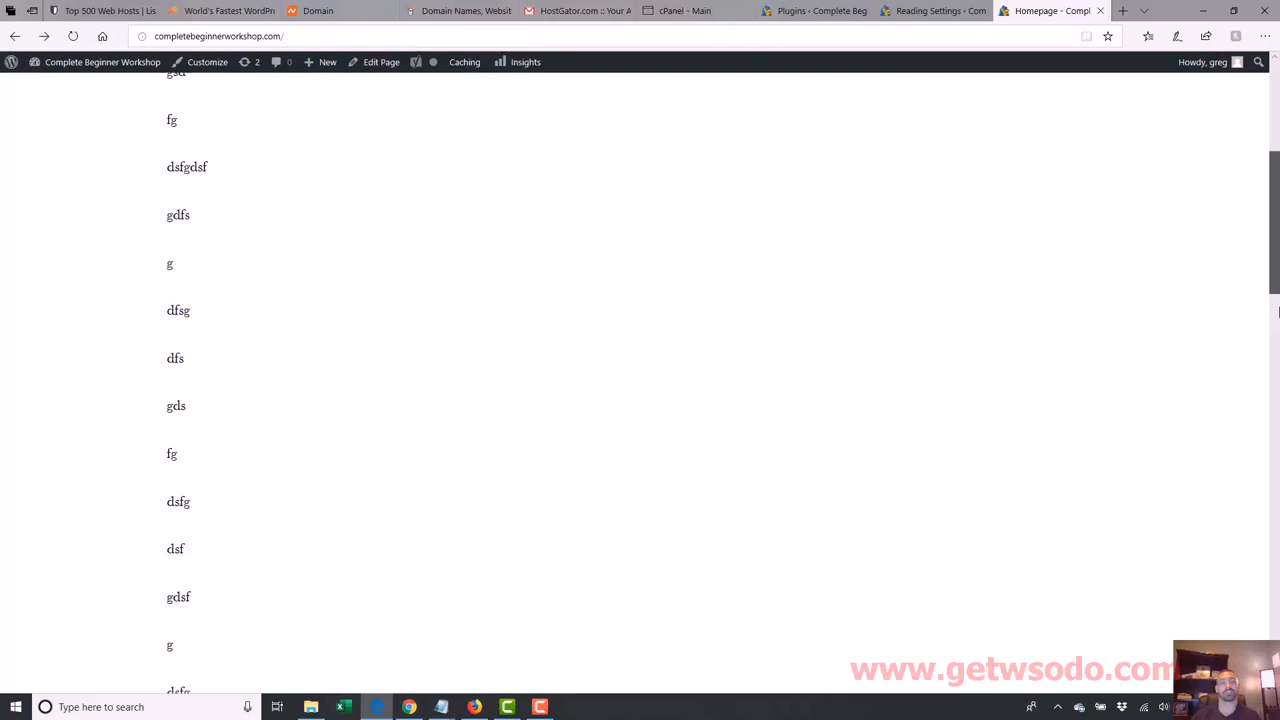 Top 500 Web Hosts | Lis
World's Fastest WordPr
Domain
Domain Names, Websit
HostGator.com :: Your A
cPanel - Main
Plugins ‹ Complete Beg
Reading Settings ‹ Com
Homepage - Compl
completebeginnerworkshop.com/
Complete Beginner Workshop
Customize
2
0
New
Edit Page
Caching
Insights
Howdy, greg
fg
dsfgdsf
gdfs
g
dfsg
dfs
gds
fg
dsfg
dsf
gdsf
g
dsfg
www.getwsodo.com
Type here to search